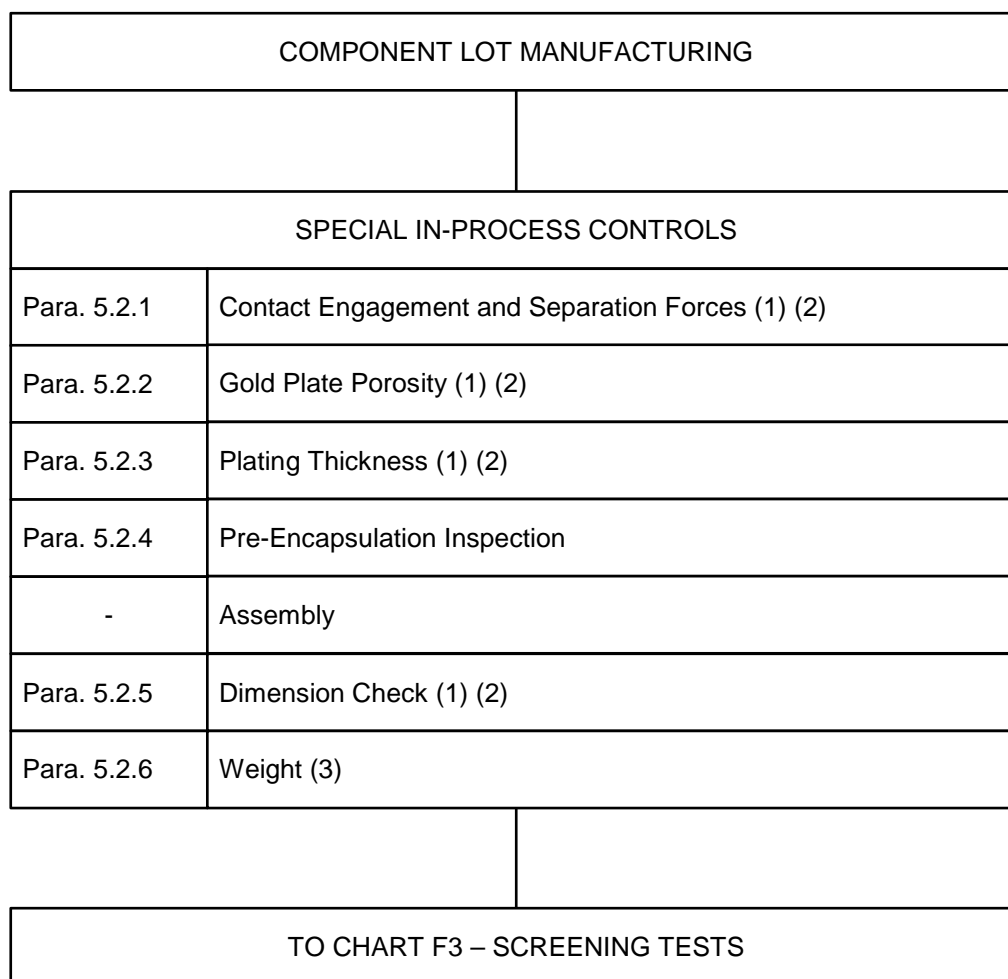 COMPONENT LOT MANUFACTURING
SPECIAL IN-PROCESS CONTROLS
Para. 5.2.1 Contact Engagement and Separation Forces (1) (2)
Para. 5.2.2 Gold Plate Porosity (1) (2)
Para. 5.2.3 Plating Thickness (1) (2)
Para. 5.2.4 Pre-Encapsulation Inspection
- Assembly
Para. 5.2.5 Dimension Check (1) (2)
Para. 5.2.6 Weight (3)
TO CHART F3 – SCREENING TESTS